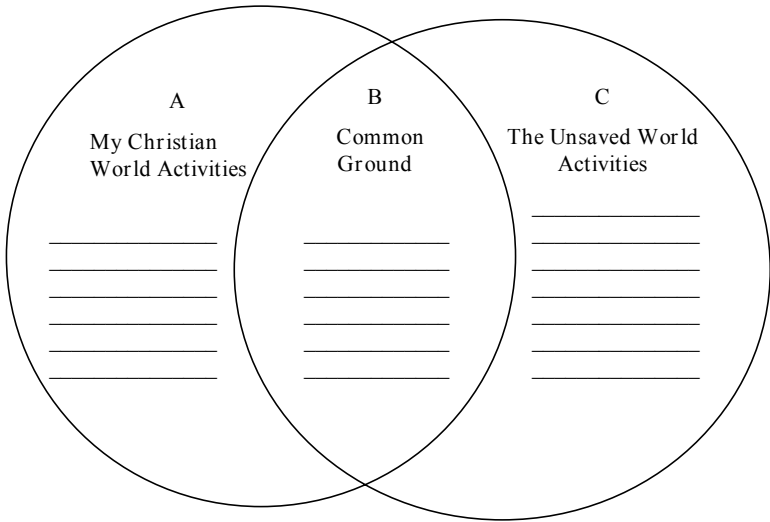 A
My Christian
World Activities
B
Common
Ground
C
The Unsaved World
Activities